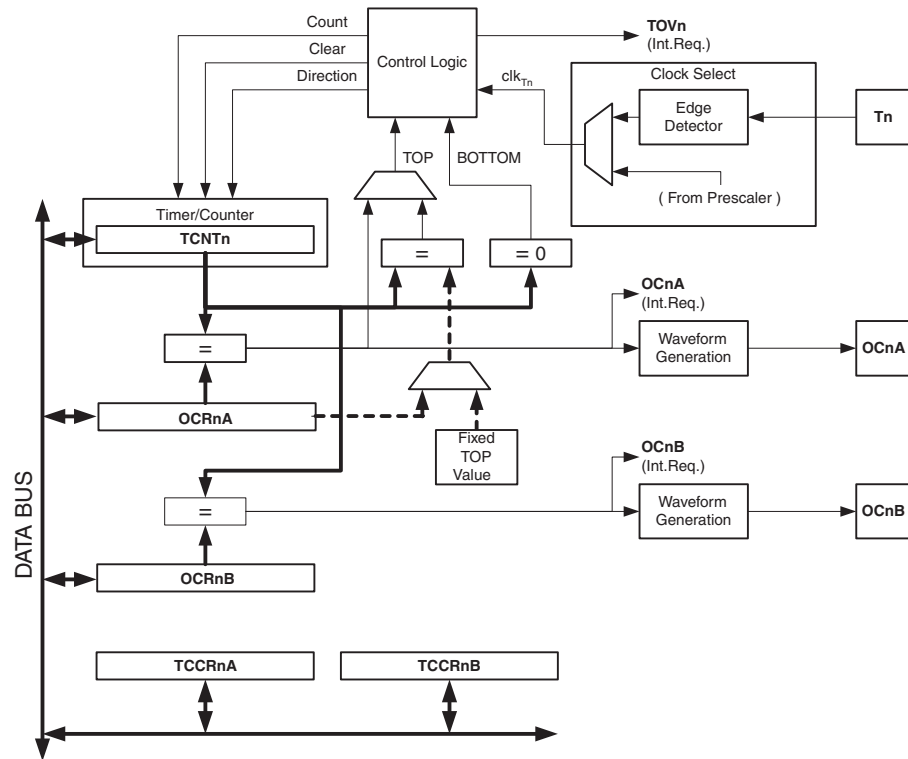 Count
Clear
Direction
Control Logic
TOVn
(Int.Req.)
clkTn
Clock Select
Edge
Detector
Tn
( From Prescaler )
TOP
BOTTOM
Timer/Counter
TCNTn
=
= 0
OCnA
(Int.Req.)
=
Waveform
Generation
OCnA
OCRnA
Fixed
TOP
Value
OCnB
(Int.Req.)
=
Waveform
Generation
OCnB
OCRnB
DATA BUS
TCCRnA
TCCRnB